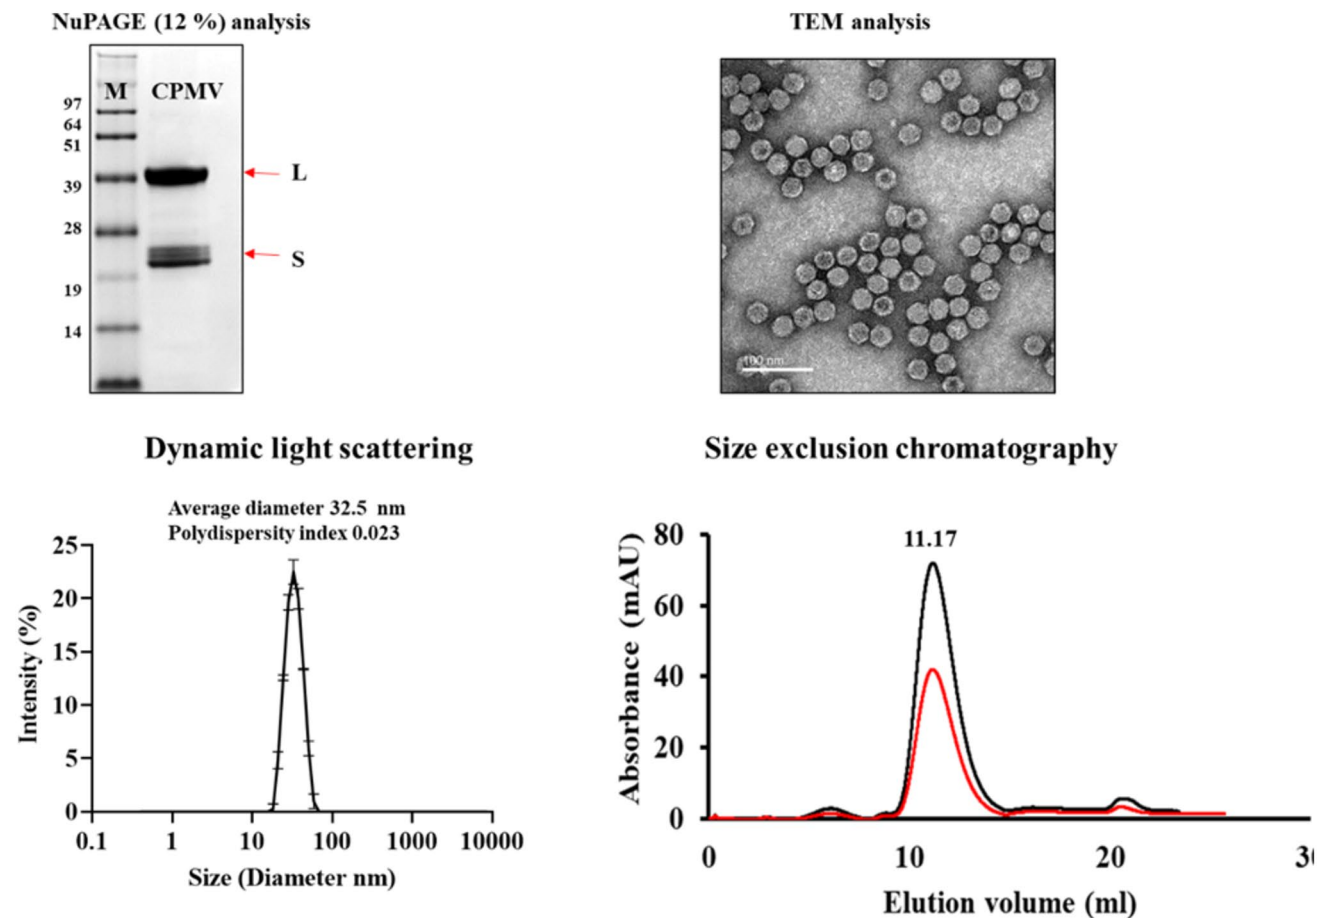 NuPAGE (12 %) analysis
M CPMV
97
64
51
39
28
19
14
L
S
TEM analysis
100 nm
Dynamic light scattering
Average diameter 32.5 nm
Polydispersity index 0.023
Intensity (%)
25
20
15
10
5
0
0.1 1 10 100 1000 10000
Size (Diameter nm)
Size exclusion chromatography
11.17
Absorbance (mAU)
80
60
40
20
0
0 10 20
Elution volume (ml)